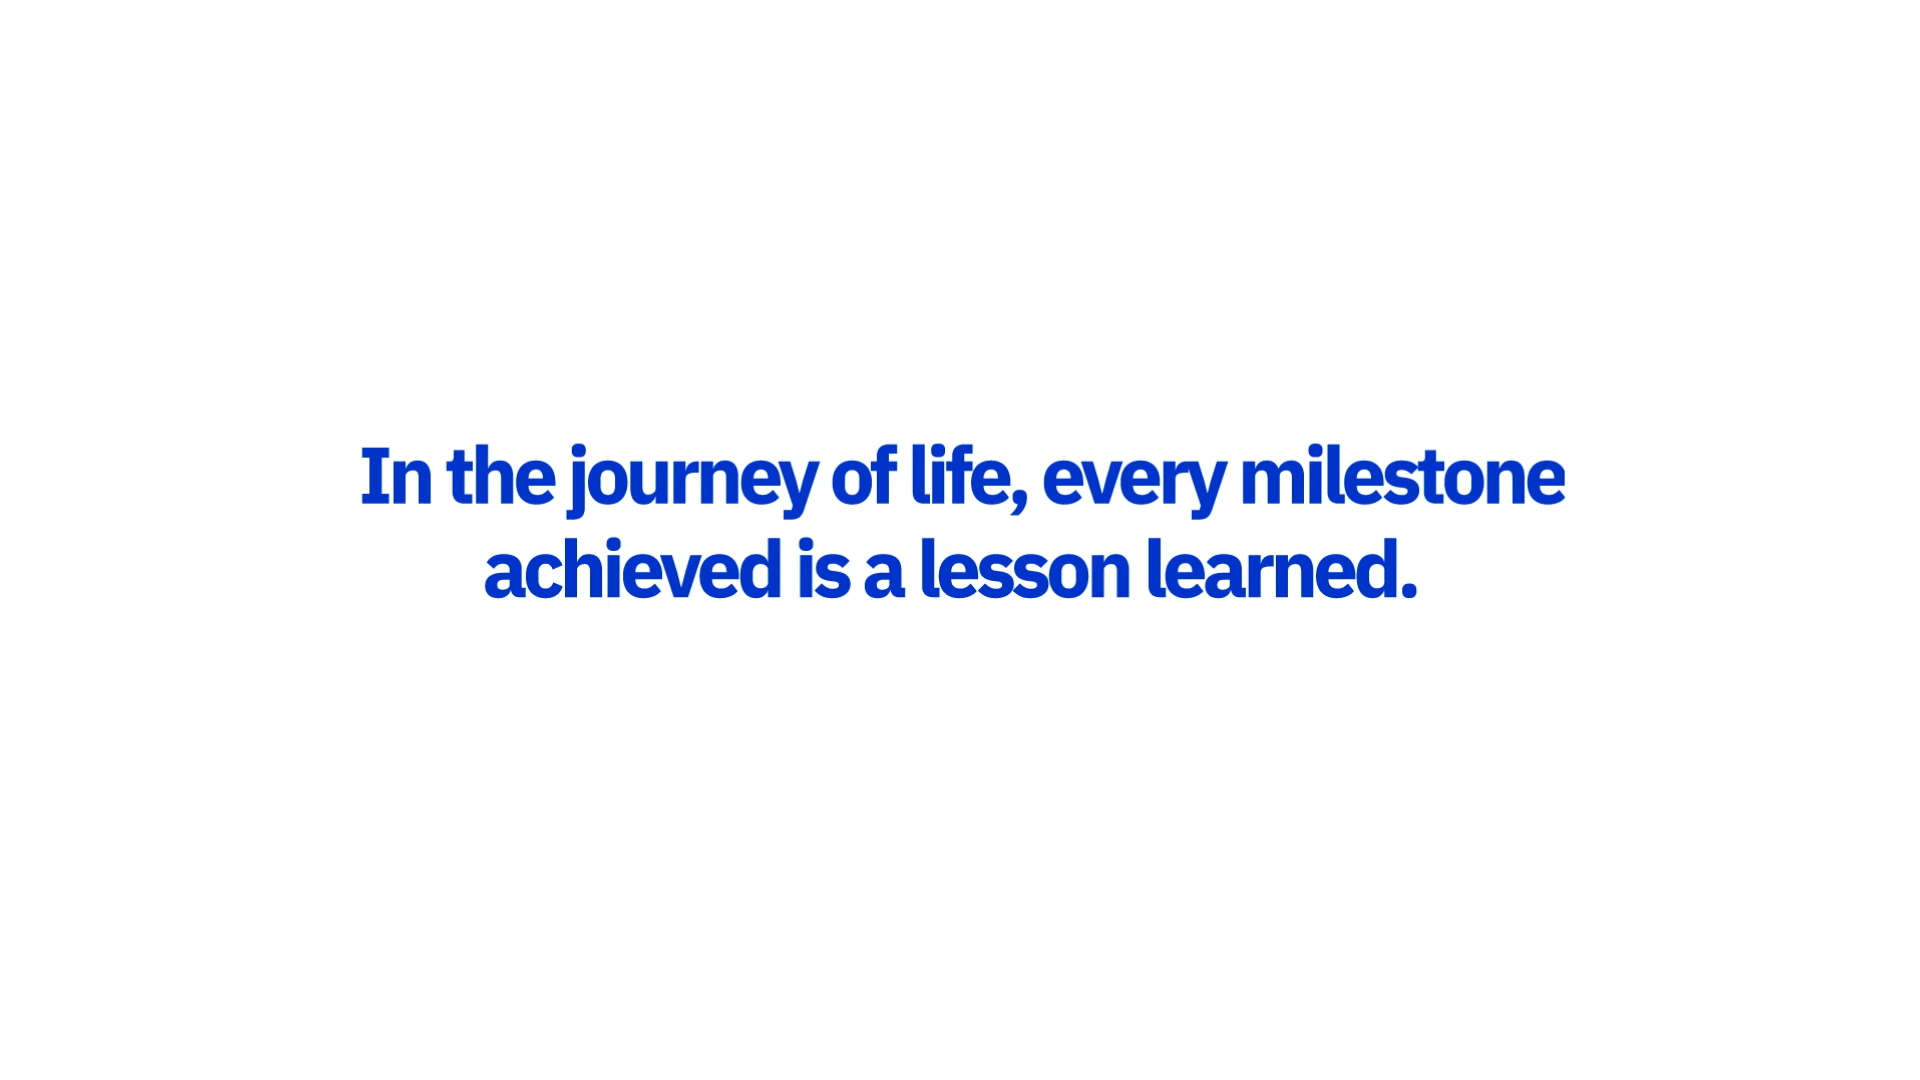 In the journey of life, every milestone
achieved is a lesson learned.